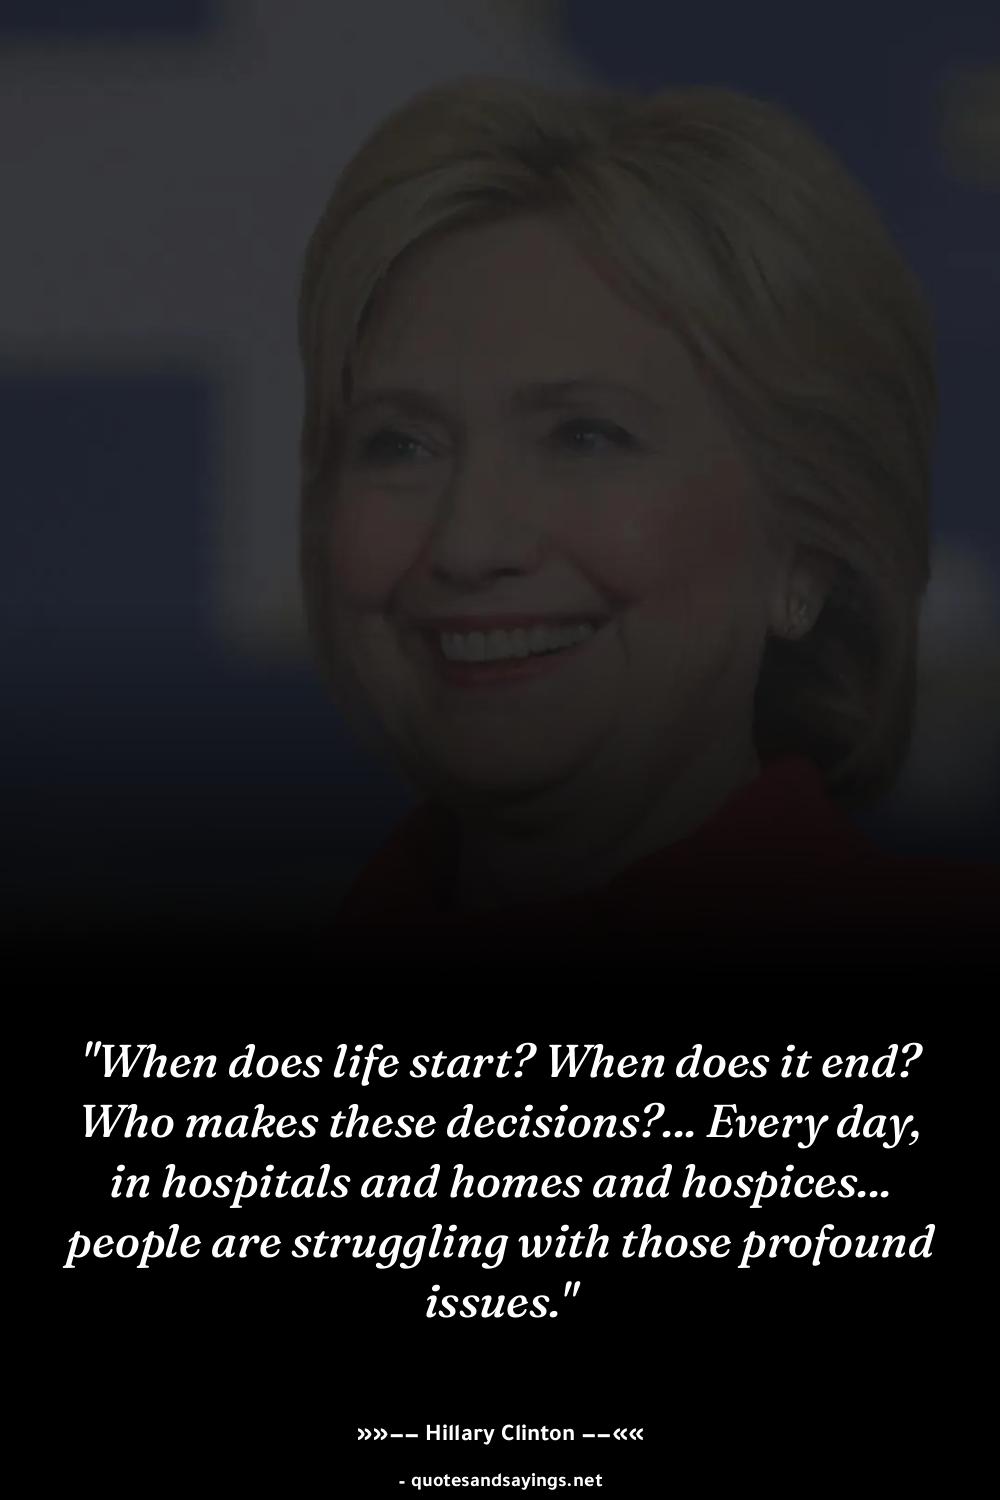 "When does life start? When does it end?
Who makes these decisions?... Every day,
in hospitals and homes and hospices...
people are struggling with those profound
issues."
»»−− Hillary Clinton −−««
- quotesandsayings.net